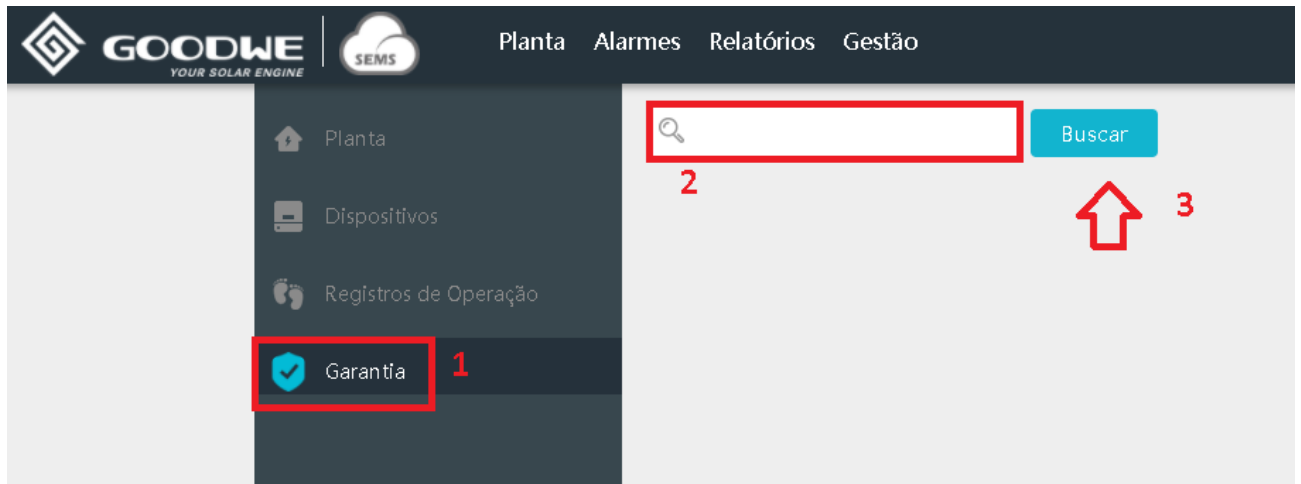 GOODWE
YOUR SOLAR ENGINE
SEMS
Planta Alarmes Relatórios Gestão
Planta
Buscar
2
Dispositivos
3
Registros de Operação
Garantia
1